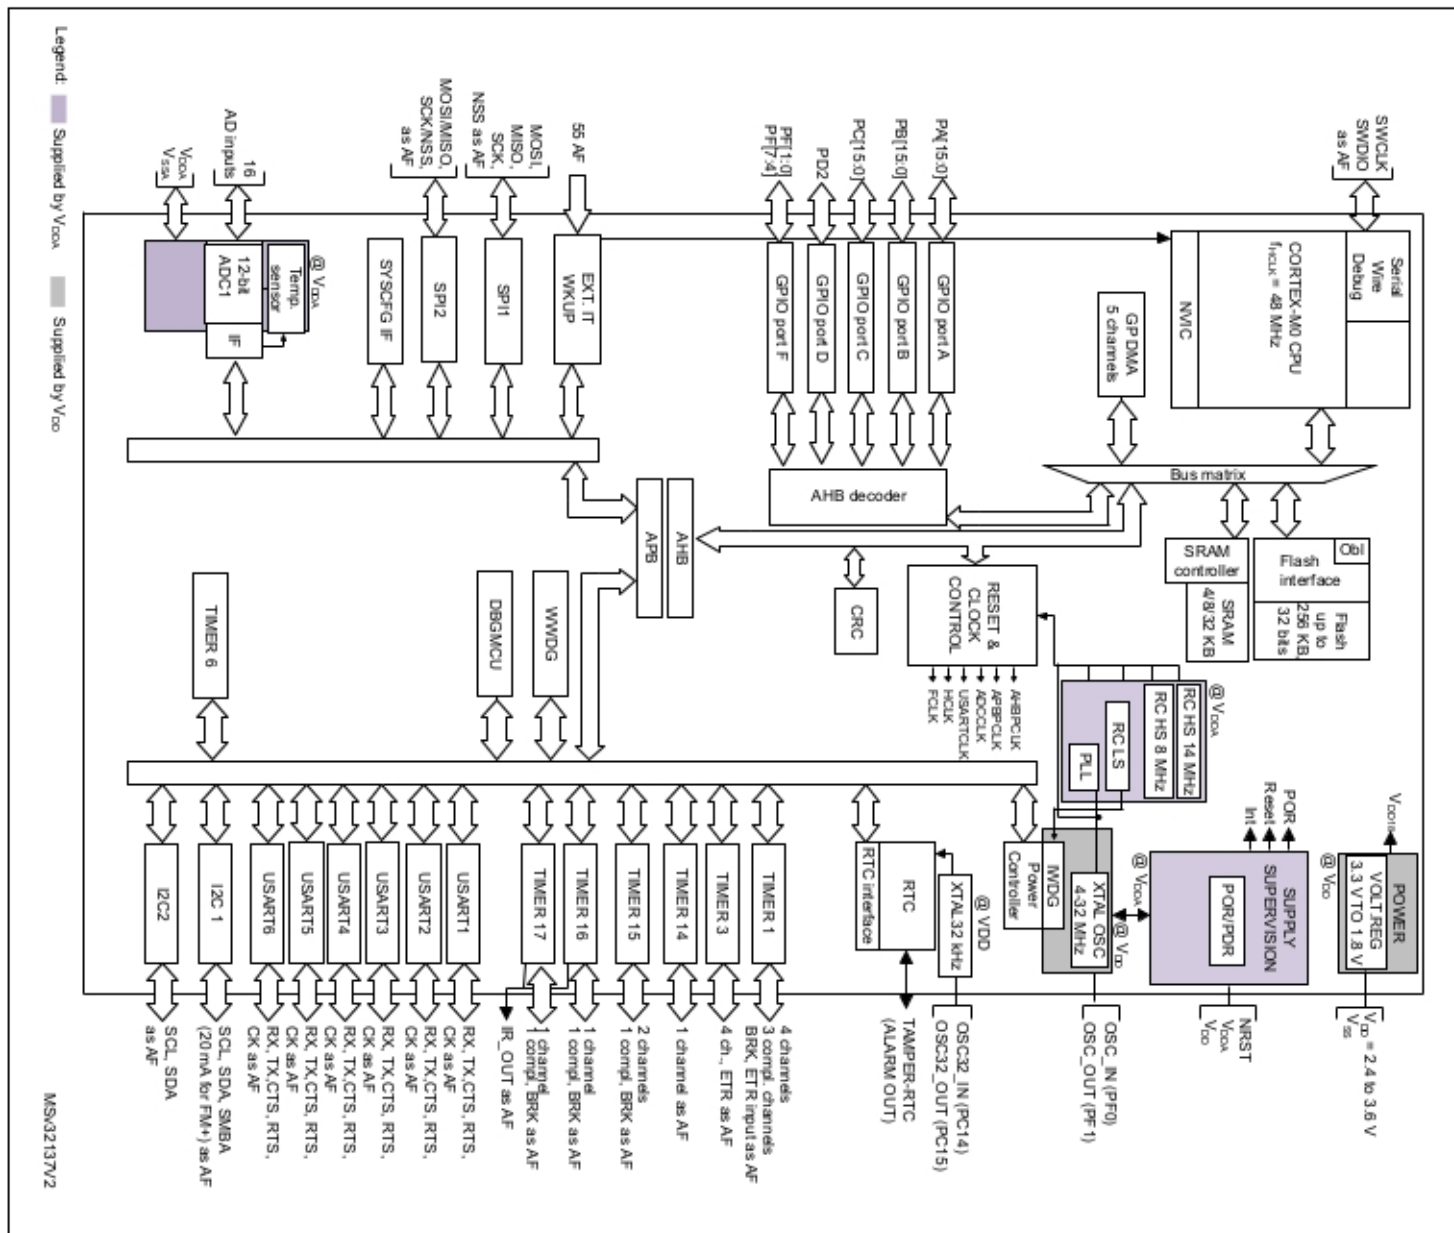 SWCLK
SWDIO
as AF
Serial
Wire
Debug
CORTEX-M0 CPU
fHCLK = 48 MHz
NVIC
GP DMA
5 channels
Bus matrix
Obl
Flash
interface
Flash
up to
256 KB,
32 bits
SRAM
controller
SRAM
4/8/32 KB
POWER
VOLT.REG
3.3 V TO 1.8 V
VDD18
@ VDD
VDD = 2.4 to 3.6 V
VSS
SUPPLY
SUPERVISION
POR/PDR
POR
Reset
Int
@ VDDA
NRST
VDDA
VDD
@ VDDA
RC HS 14 MHz
RC HS 8 MHz
RC LS
PLL
@ VDD
XTAL OSC
4-32 MHz
OSC_IN (PF0)
OSC_OUT (PF1)
IWDG
Power
Controller
PA[15:0]
GPIO port A
PB[15:0]
GPIO port B
PC[15:0]
GPIO port C
PD2
GPIO port D
PF[1:0]
PF[7:4]
GPIO port F
AHB decoder
RESET &
CLOCK
CONTROL
AHBPCLK
APBPCLK
ADCCLK
USARTCLK
HCLK
FCLK
CRC
AHB
APB
@ VDD
XTAL32 kHz
OSC32_IN (PC14)
OSC32_OUT (PC15)
RTC
RTC interface
TAMPER-RTC
(ALARM OUT)
55 AF
EXT. IT
WKUP
MOSI,
MISO,
SCK,
NSS as AF
SPI1
MOSI/MISO,
SCK/NSS,
as AF
SPI2
SYSCFG IF
@ VDDA
Temp.
sensor
16
AD inputs
12-bit
ADC1
IF
VDDA
VSSA
WWDG
DBGMCU
TIMER 6
TIMER 1
4 channels
3 compl. channels
BRK, ETR input as AF
TIMER 3
4 ch., ETR as AF
TIMER 14
1 channel as AF
TIMER 15
2 channels
1 compl, BRK as AF
TIMER 16
1 channel
1 compl, BRK as AF
TIMER 17
1 channel
1 compl, BRK as AF
IR_OUT as AF
USART1
RX, TX,CTS, RTS,
CK as AF
USART2
RX, TX,CTS, RTS,
CK as AF
USART3
RX, TX,CTS, RTS,
CK as AF
USART4
RX, TX,CTS, RTS,
CK as AF
USART5
RX, TX,CTS, RTS,
CK as AF
USART6
RX, TX,CTS, RTS,
CK as AF
I2C 1
SCL, SDA, SMBA
(20 mA for FM+) as AF
I2C2
SCL, SDA
as AF
Legend:
Supplied by VDDA
Supplied by VDD
MSv32137V2